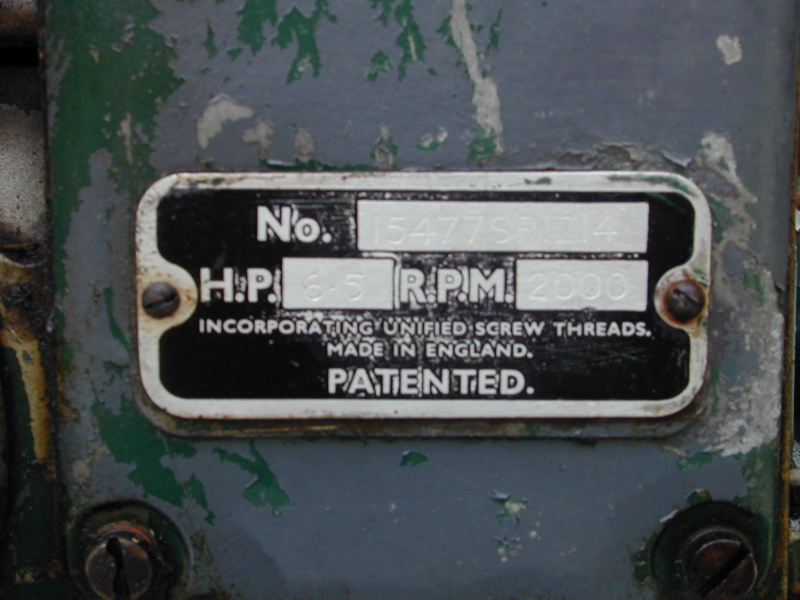 No.
H.P. 6·5 R.P.M. 2000
INCORPORATING UNIFIED SCREW THREADS.
MADE IN ENGLAND.
PATENTED.